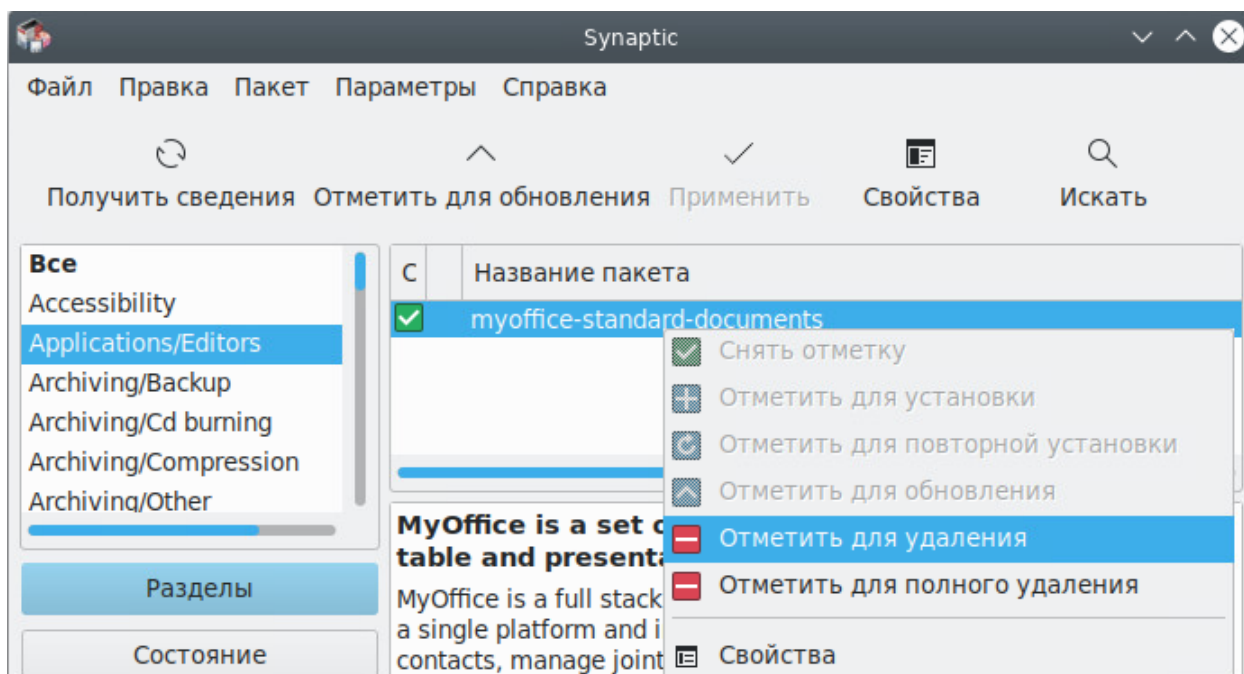 Synaptic
Файл Правка Пакет Параметры Справка
Получить сведения Отметить для обновления Применить Свойства Искать
Все
Accessibility
Applications/Editors
Archiving/Backup
Archiving/Cd burning
Archiving/Compression
Archiving/Other
Разделы
Состояние
С Название пакета
myoffice-standard-documents
Снять отметку
Отметить для установки
Отметить для повторной установки
Отметить для обновления
Отметить для удаления
Отметить для полного удаления
Свойства
MyOffice is a set
table and
MyOffice is a full stack
a single platform and
contacts, manage joint